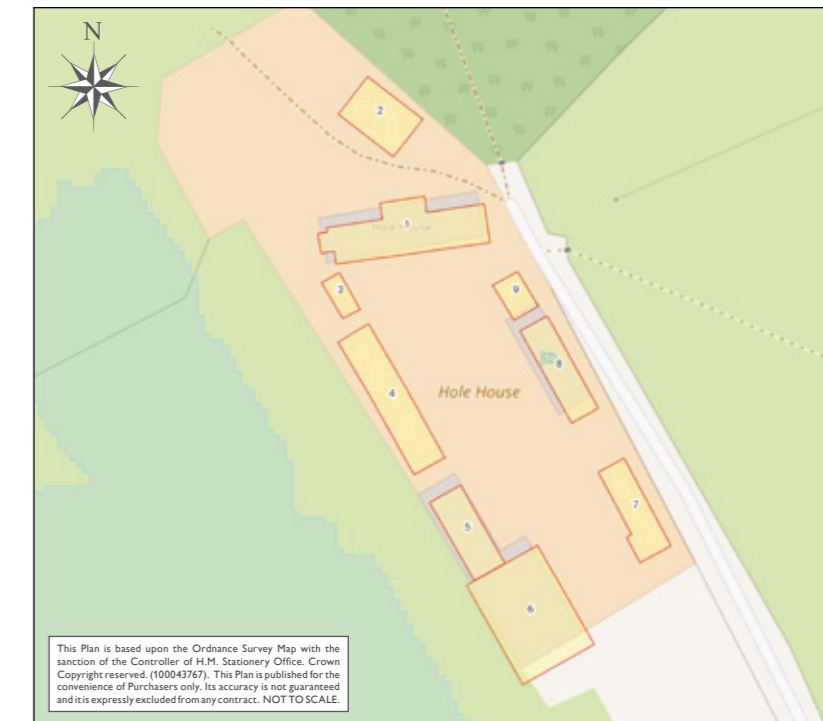 N
2
1
Hole House
3
9
8
4
Hole House
7
5
6
This Plan is based upon the Ordnance Survey Map with the
sanction of the Controller of H.M. Stationery Office. Crown
Copyright reserved. (100043767). This Plan is published for the
convenience of Purchasers only. Its accuracy is not guaranteed
and it is expressly excluded from any contract. NOT TO SCALE.